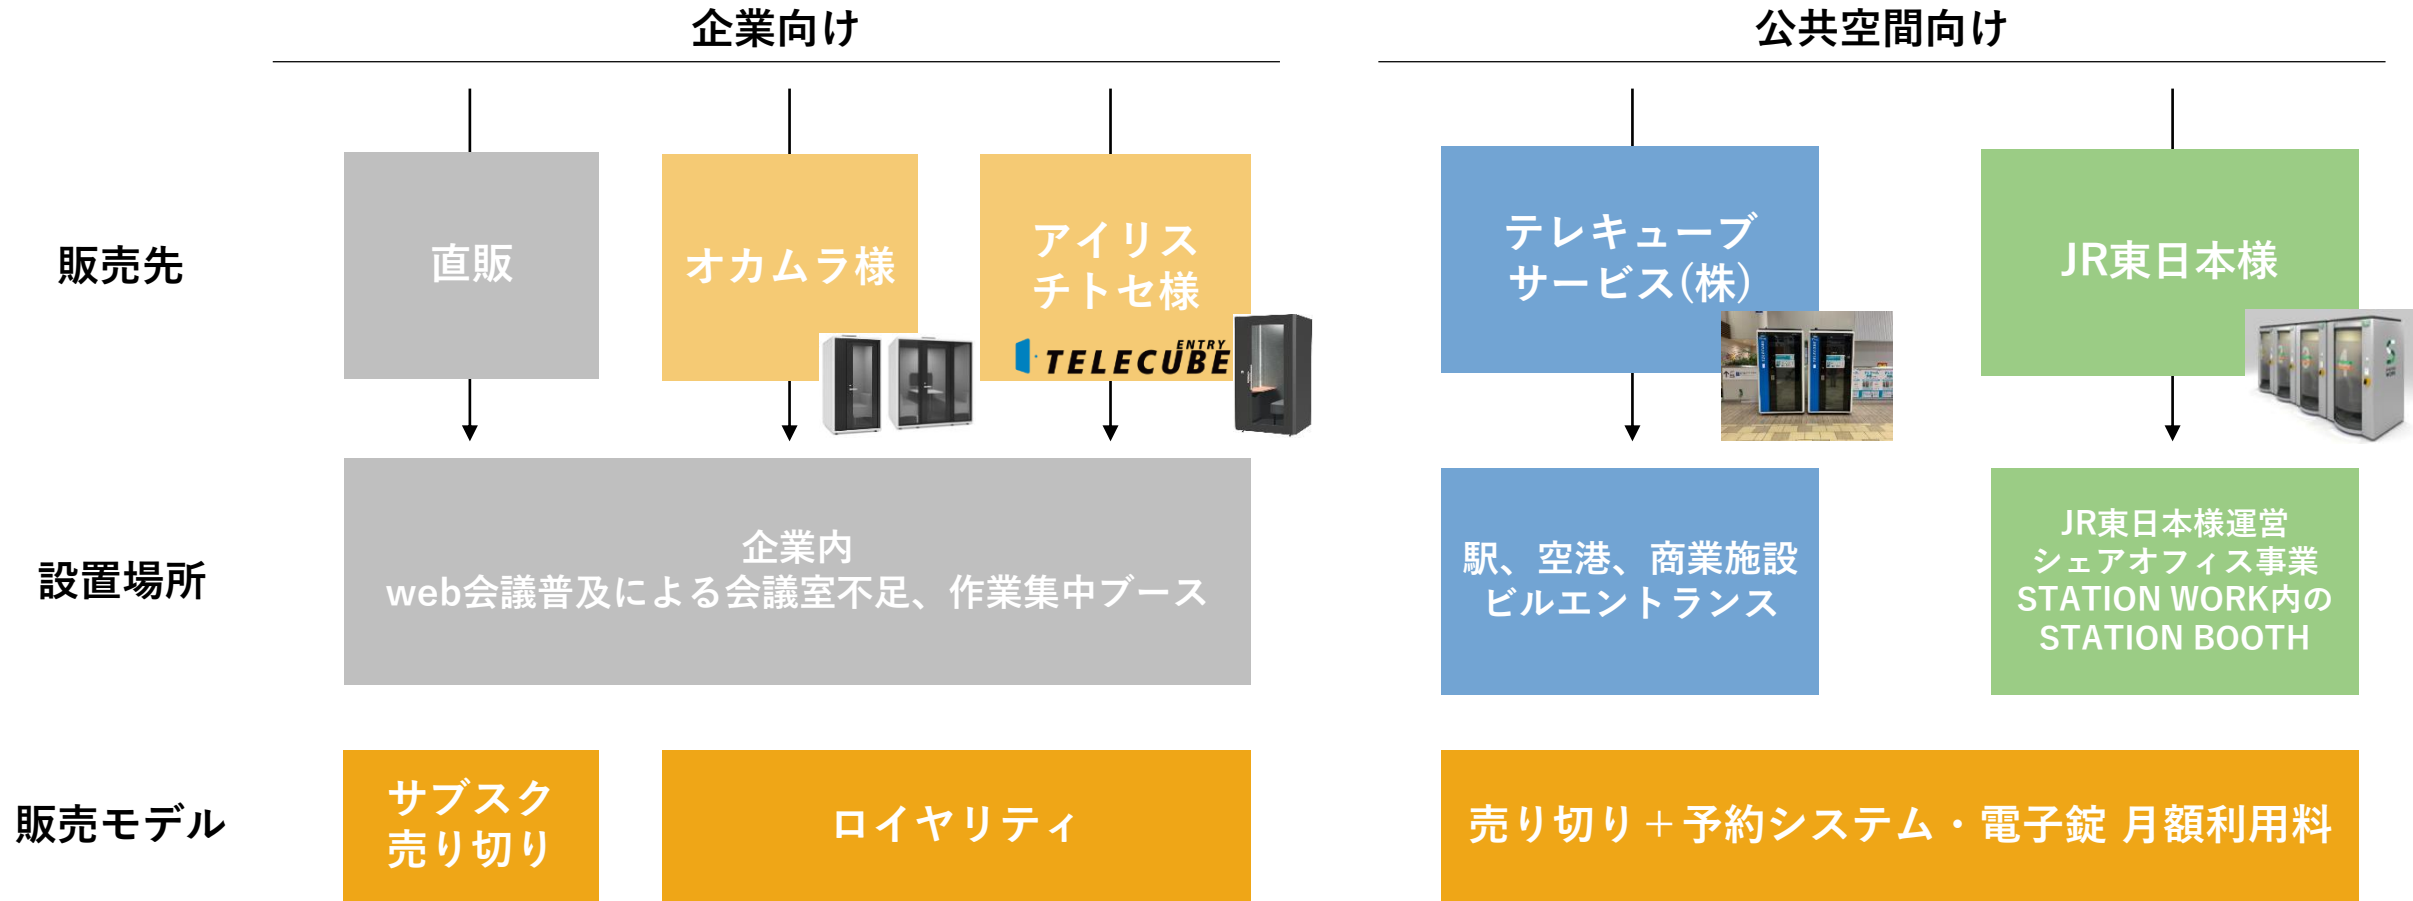 企業向け
公共空間向け
販売先
直販
オカムラ様
アイリス
チトセ様
ENTRY
TELECUBE
テレキューブ
サービス(株)
JR東日本様
設置場所
企業内
web会議普及による会議室不足、作業集中ブース
駅、空港、商業施設
ビルエントランス
JR東日本様運営
シェアオフィス事業
STATION WORK内の
STATION BOOTH
販売モデル
サブスク
売り切り
ロイヤリティ
売り切り＋予約システム・電子錠 月額利用料